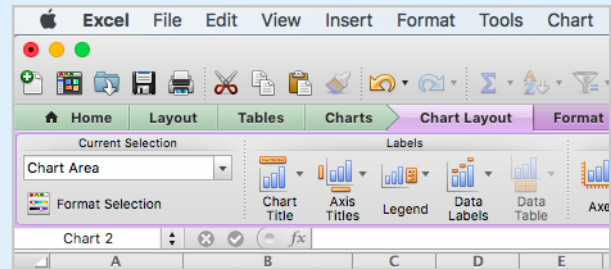 Excel File Edit View Insert Format Tools Chart
Home Layout Tables Charts Chart Layout Format
Current Selection Labels
Chart Area
Format Selection
Chart Title
Axis Titles
Legend
Data Labels
Data Table
Axe
Chart 2 fx
A B C D E